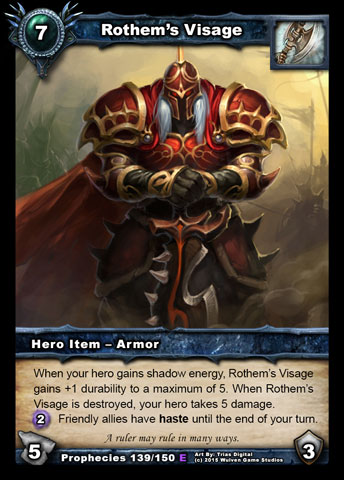 7
Rothem's Visage
Hero Item – Armor
When your hero gains shadow energy, Rothem's Visage
gains +1 durability to a maximum of 5. When Rothem's
Visage is destroyed, your hero takes 5 damage.
2 Friendly allies have haste until the end of your turn.
A ruler may rule in many ways.
5
Prophecies 139/150 E
Art By: Trias Digital
(c) 2015 Wulven Game Studios
3